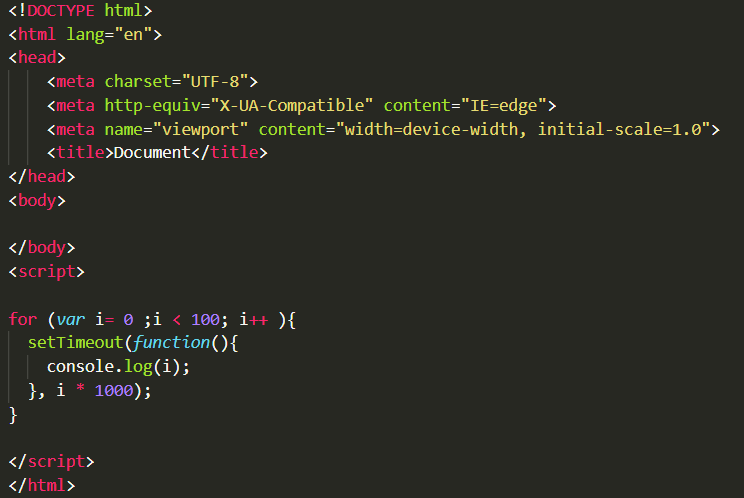 <!DOCTYPE html>
<html lang="en">
<head>
    <meta charset="UTF-8">
    <meta http-equiv="X-UA-Compatible" content="IE=edge">
    <meta name="viewport" content="width=device-width, initial-scale=1.0">
    <title>Document</title>
</head>
<body>

</body>
<script>

for (var i= 0 ;i < 100; i++ ){
  setTimeout(function(){
    console.log(i);
  }, i * 1000);
}

</script>
</html>